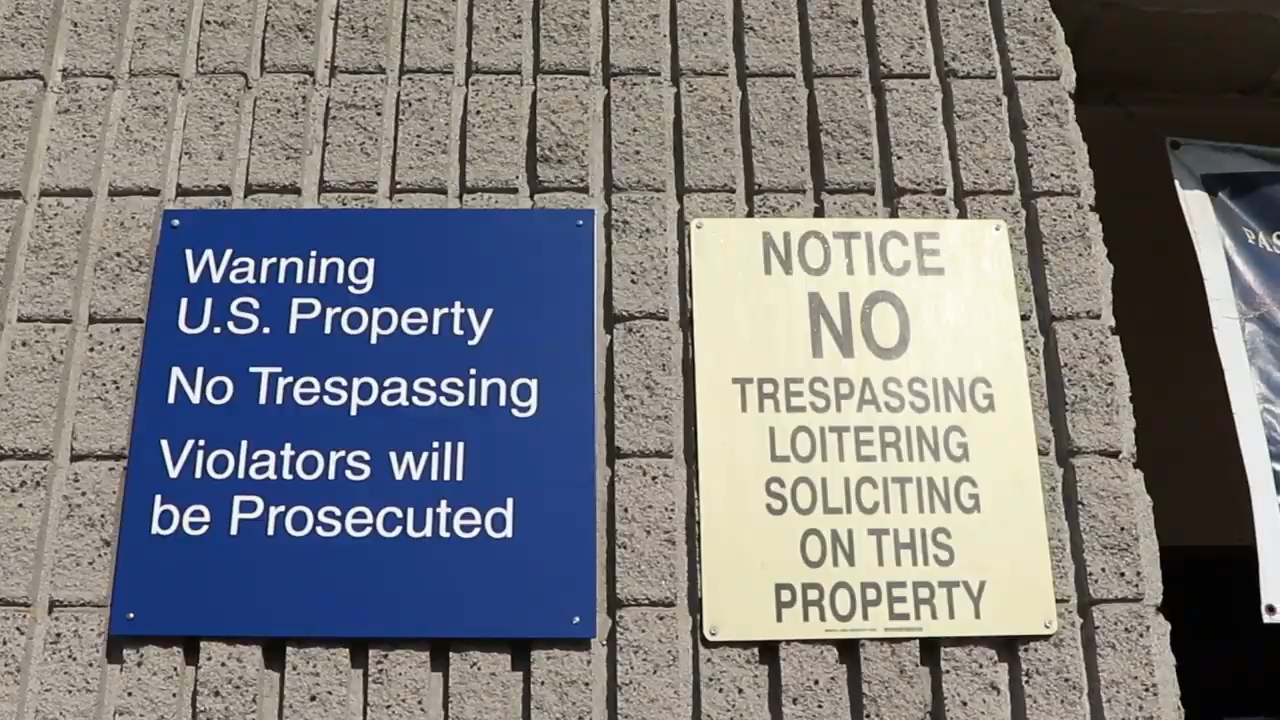 Warning
U.S. Property
No Trespassing
Violators will
be Prosecuted
NOTICE
NO
TRESPASSING
LOITERING
SOLICITING
ON THIS
PROPERTY